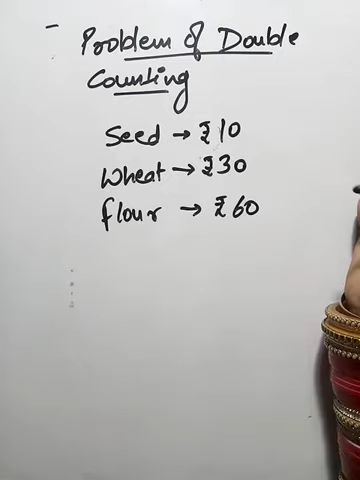 - Problem of Double
Counting
Seed → ₹10
Wheat → ₹30
flour → ₹60